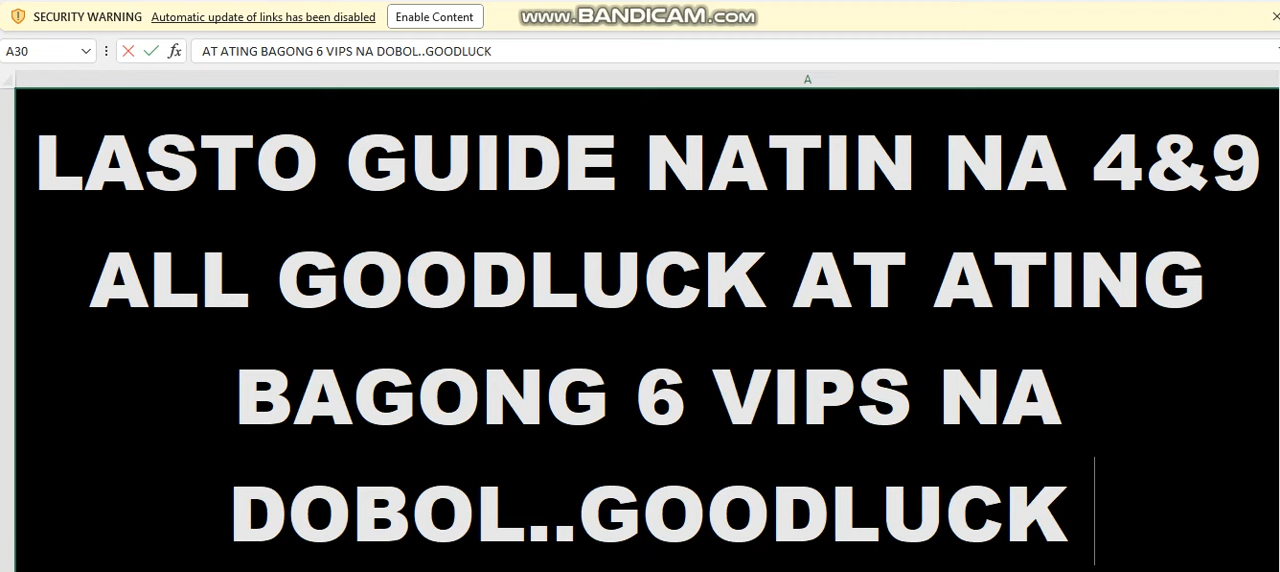 SECURITY WARNING Automatic update of links has been disabled Enable Content
www.BANDICAM.com
A30 fx AT ATING BAGONG 6 VIPS NA DOBOL..GOODLUCK
A
LASTO GUIDE NATIN NA 4&9
ALL GOODLUCK AT ATING
BAGONG 6 VIPS NA
DOBOL..GOODLUCK